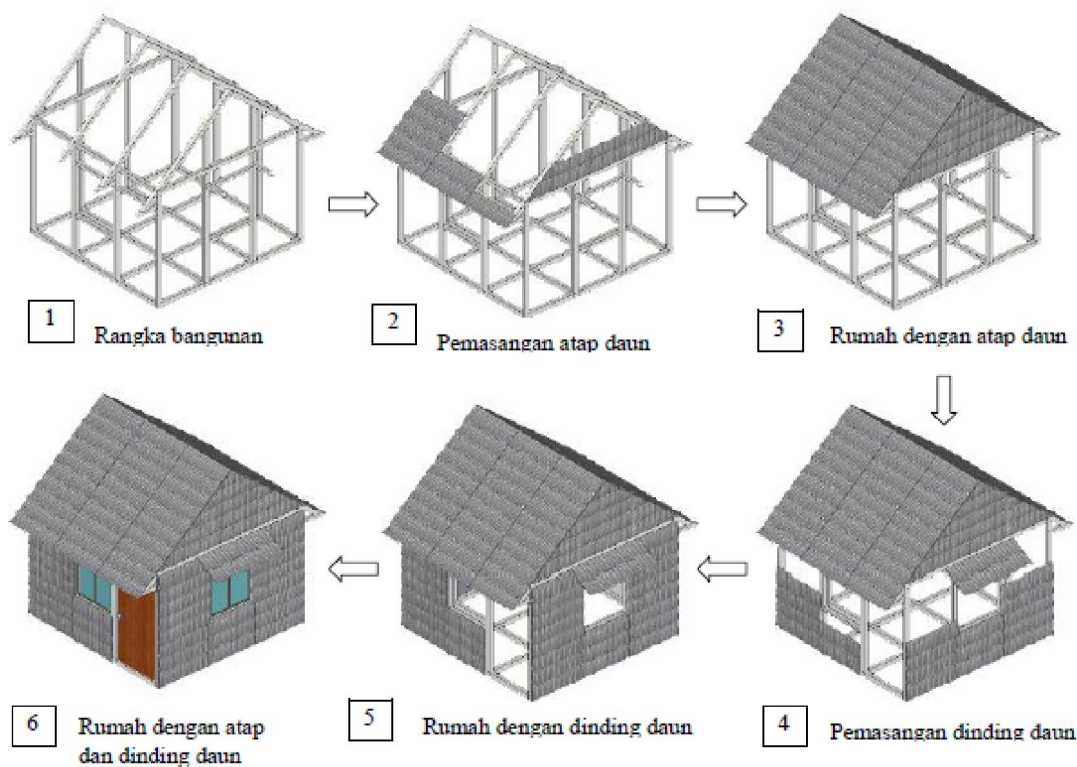 1
Rangka bangunan
2
Pemasangan atap daun
3
Rumah dengan atap daun
4
Pemasangan dinding daun
5
Rumah dengan dinding daun
6
Rumah dengan atap
dan dinding daun